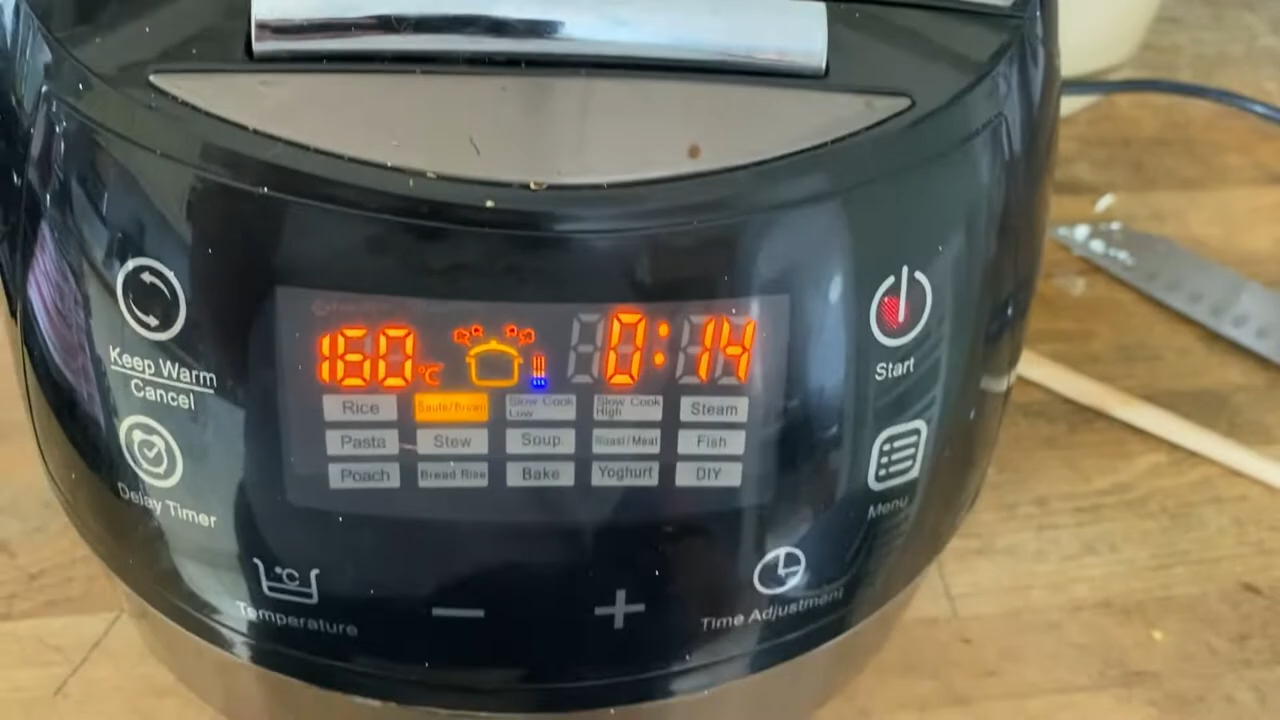 160 °C 0:14
Rice Saute/Brown Slow Cook Low Slow Cook High Steam
Pasta Stew Soup Roast/Meat Fish
Poach Bread Rise Bake Yoghurt DIY
Keep Warm
Cancel
Delay Timer
Start
Menu
°C
Temperature
− +
Time Adjustment